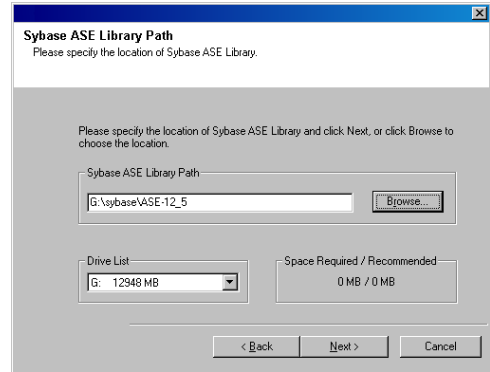 Sybase ASE Library Path
Please specify the location of Sybase ASE Library.
Please specify the location of Sybase ASE Library and click Next, or click Browse to
choose the location.
Sybase ASE Library Path
G:\sybase\ASE-12_5
Browse...
Drive List
G: 12948 MB
Space Required / Recommended
0 MB / 0 MB
< Back
Next >
Cancel